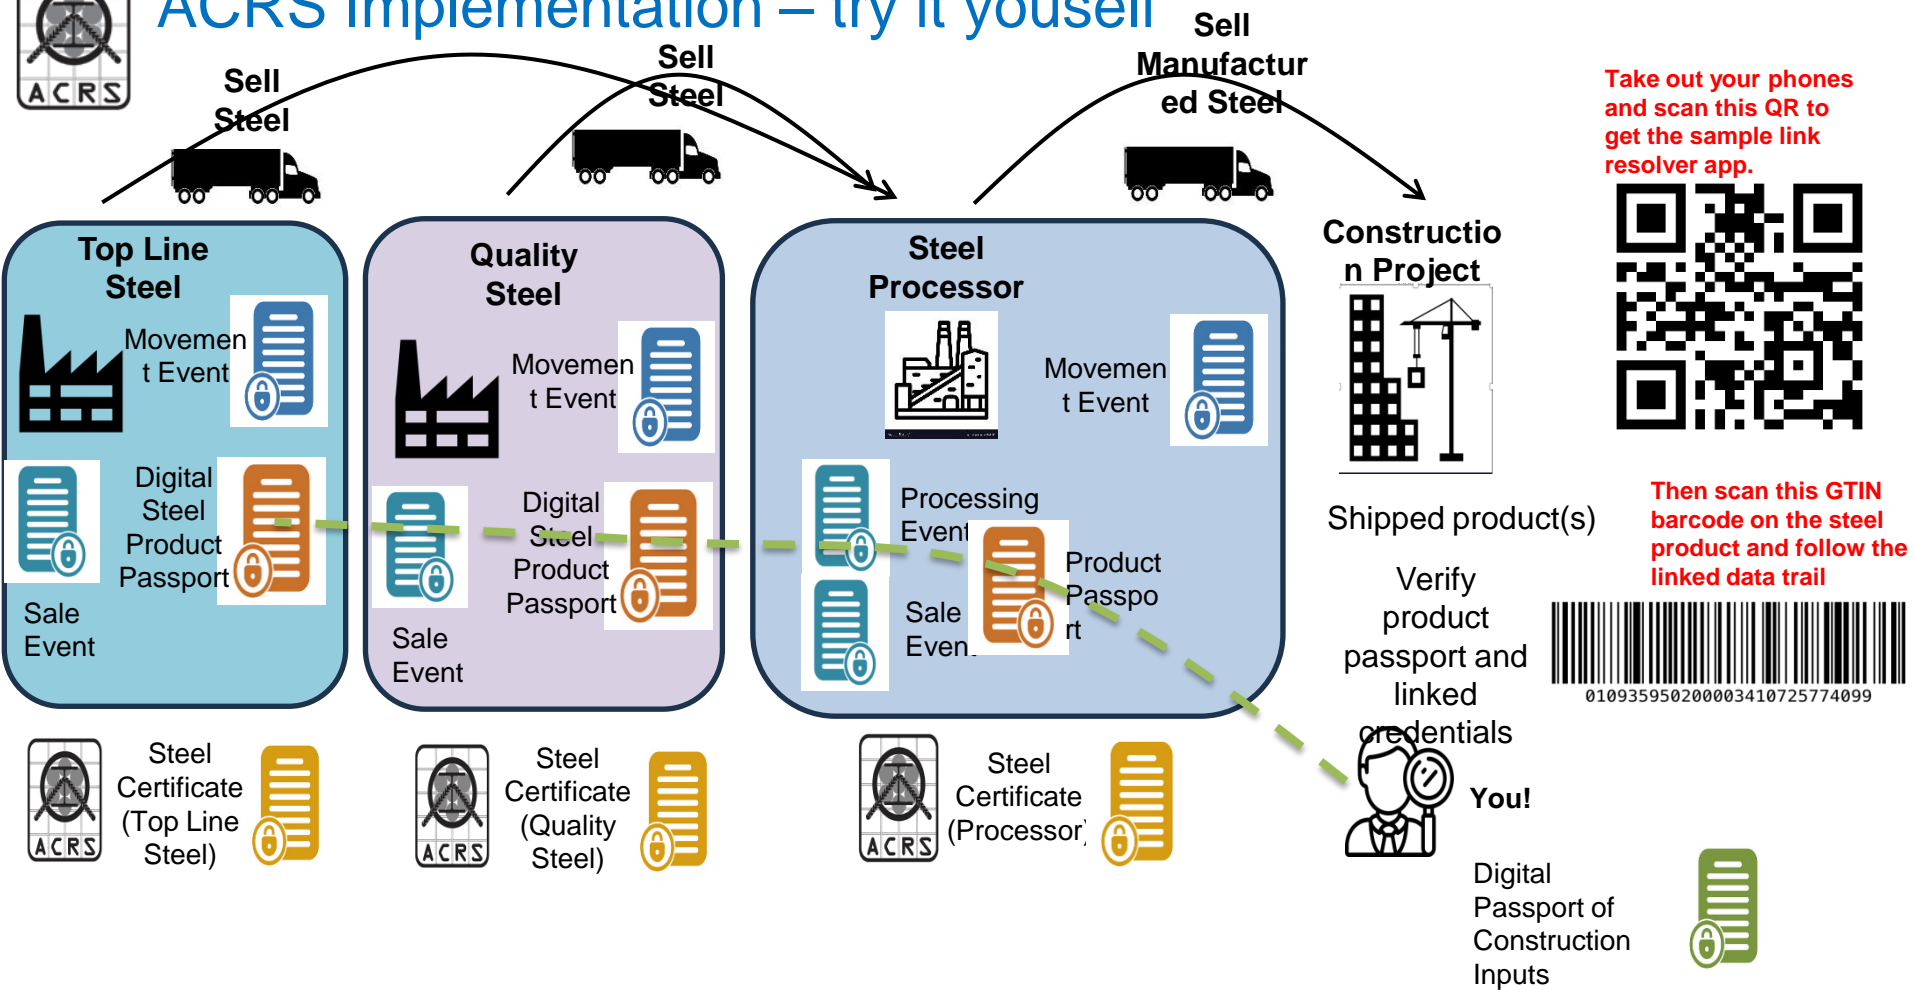 ACRS Implementation – try it youself
ACRS
Sell
Steel
Sell
Steel
Sell
Manufactur
ed Steel
Take out your phones
and scan this QR to
get the sample link
resolver app.
Top Line
Steel
Movemen
t Event
Digital
Steel
Product
Passport
Sale
Event
Quality
Steel
Movemen
t Event
Digital
Steel
Product
Passport
Sale
Event
Steel
Processor
Movemen
t Event
Processing
Event
Sale
Even
Product
Passpo
rt
Constructio
n Project
Shipped product(s)
Verify
product
passport and
linked
credentials
Then scan this GTIN
barcode on the steel
product and follow the
linked data trail
010935950200003410725774099
ACRS
Steel
Certificate
(Top Line
Steel)
ACRS
Steel
Certificate
(Quality
Steel)
ACRS
Steel
Certificate
(Processor)
You!
Digital
Passport of
Construction
Inputs